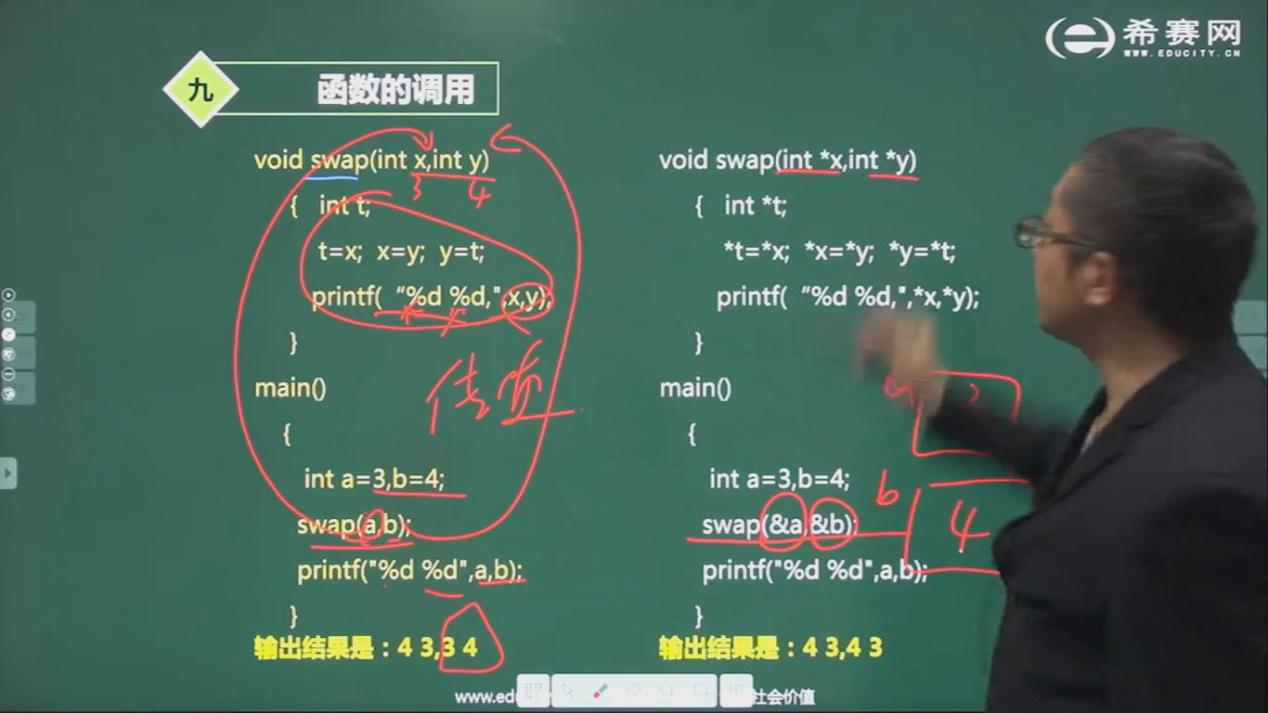 希赛网
WWW.EDUCITY.CN
九
函数的调用
void swap(int x,int y)
3 4
{ int t;
t=x; x=y; y=t;
printf( “%d %d,",x,y);
}
传值
main()
{
int a=3,b=4;
swap(a,b);
printf("%d %d",a,b);
}
输出结果是：4 3,3 4
void swap(int *x,int *y)
{ int *t;
*t=*x; *x=*y; *y=*t;
printf( “%d %d,",*x,*y);
}
main()
{
int a=3,b=4;
b 4
swap(&a,&b);
printf("%d %d",a,b);
}
输出结果是：4 3,4 3
www.edu
社会价值